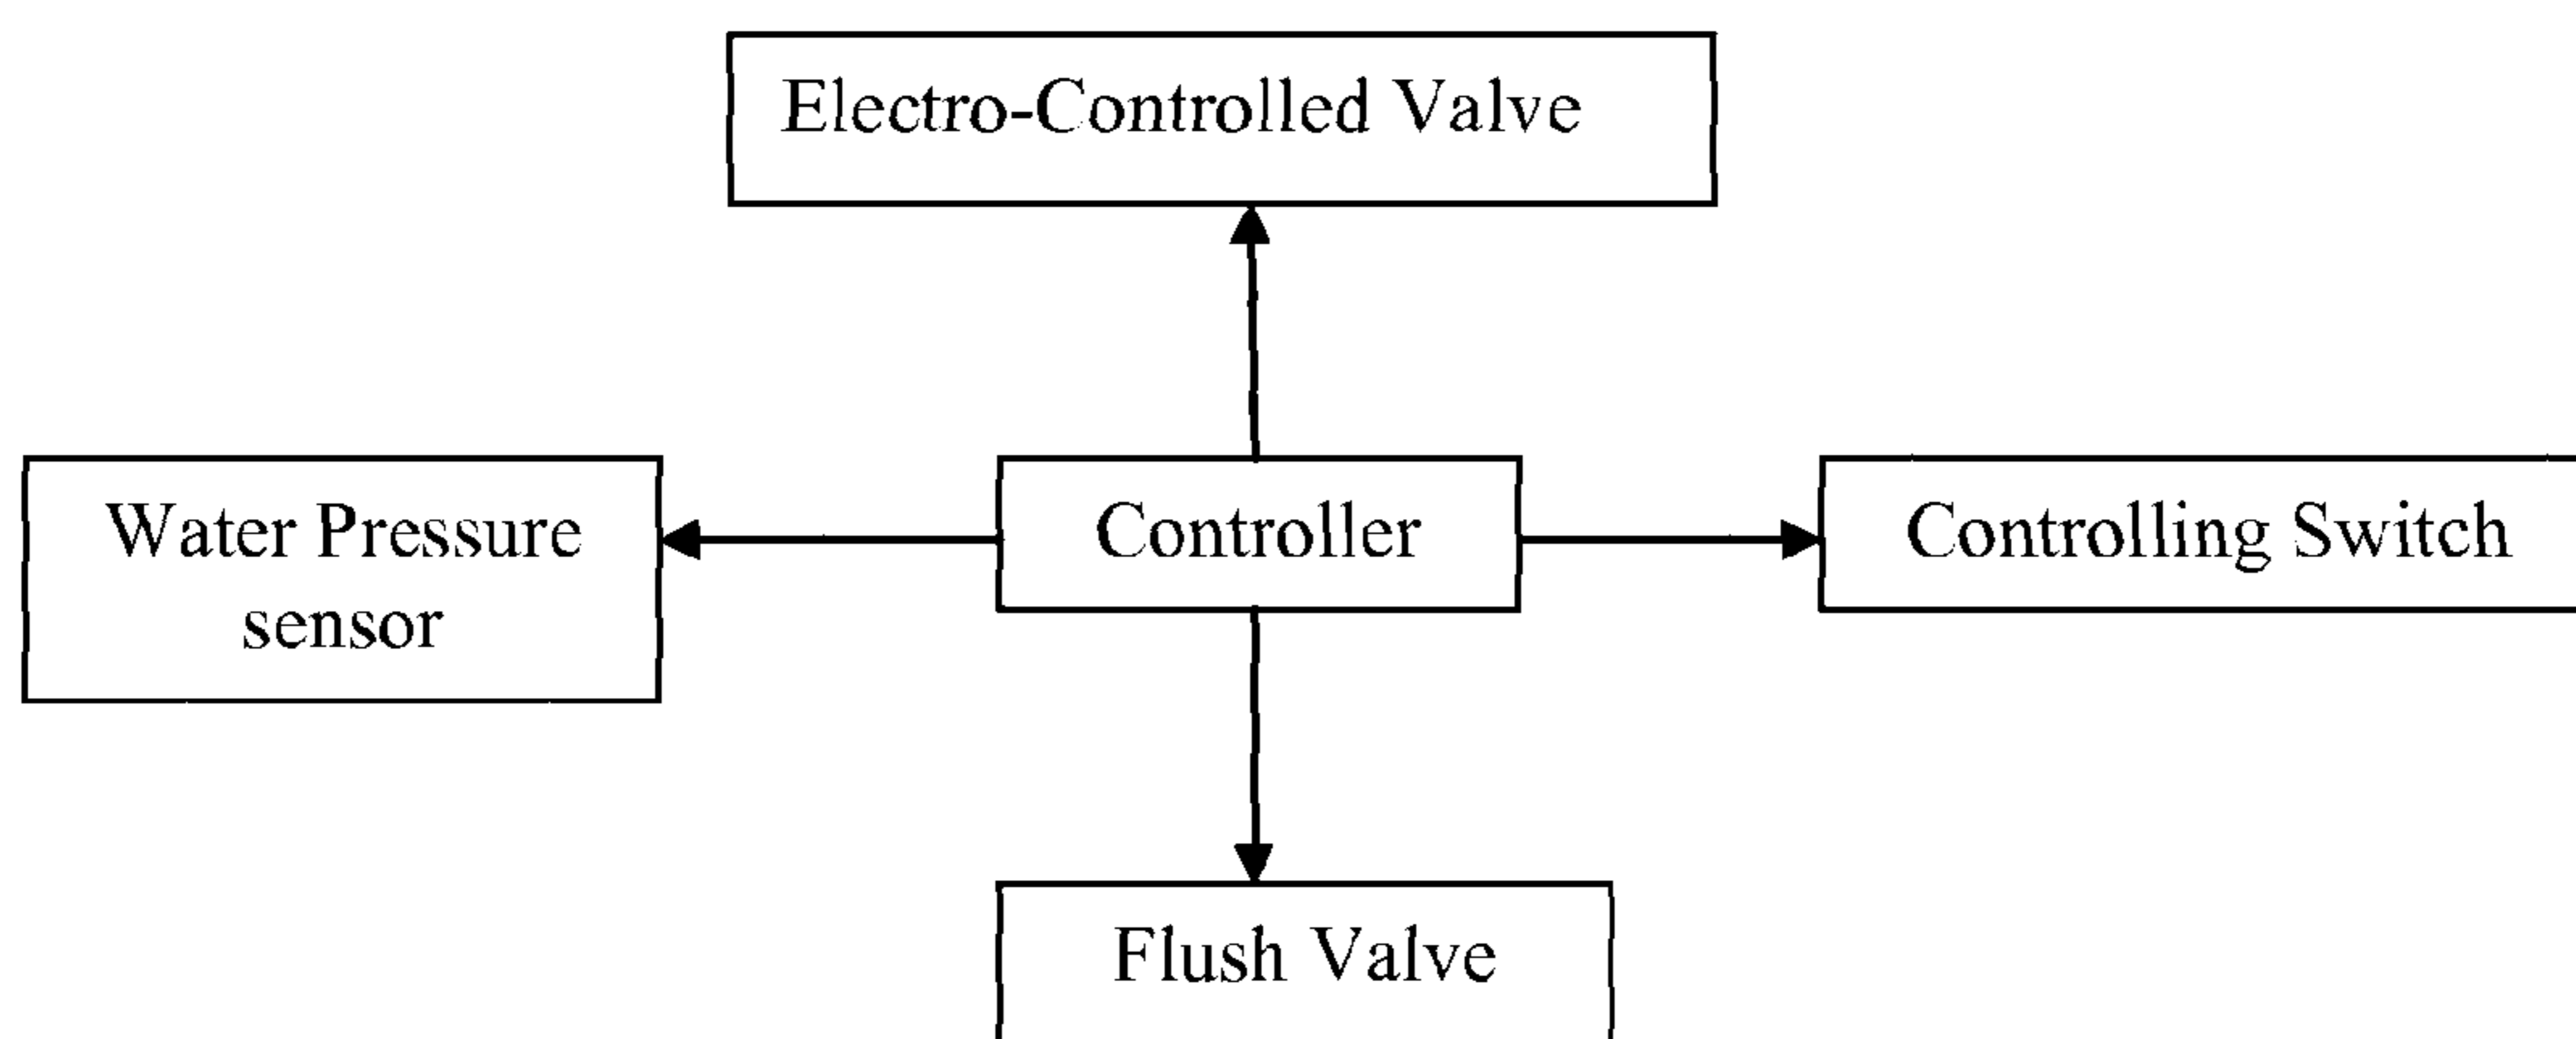 Electro-Controlled Valve
Water Pressure
sensor
Controller
Controlling Switch
Flush Valve